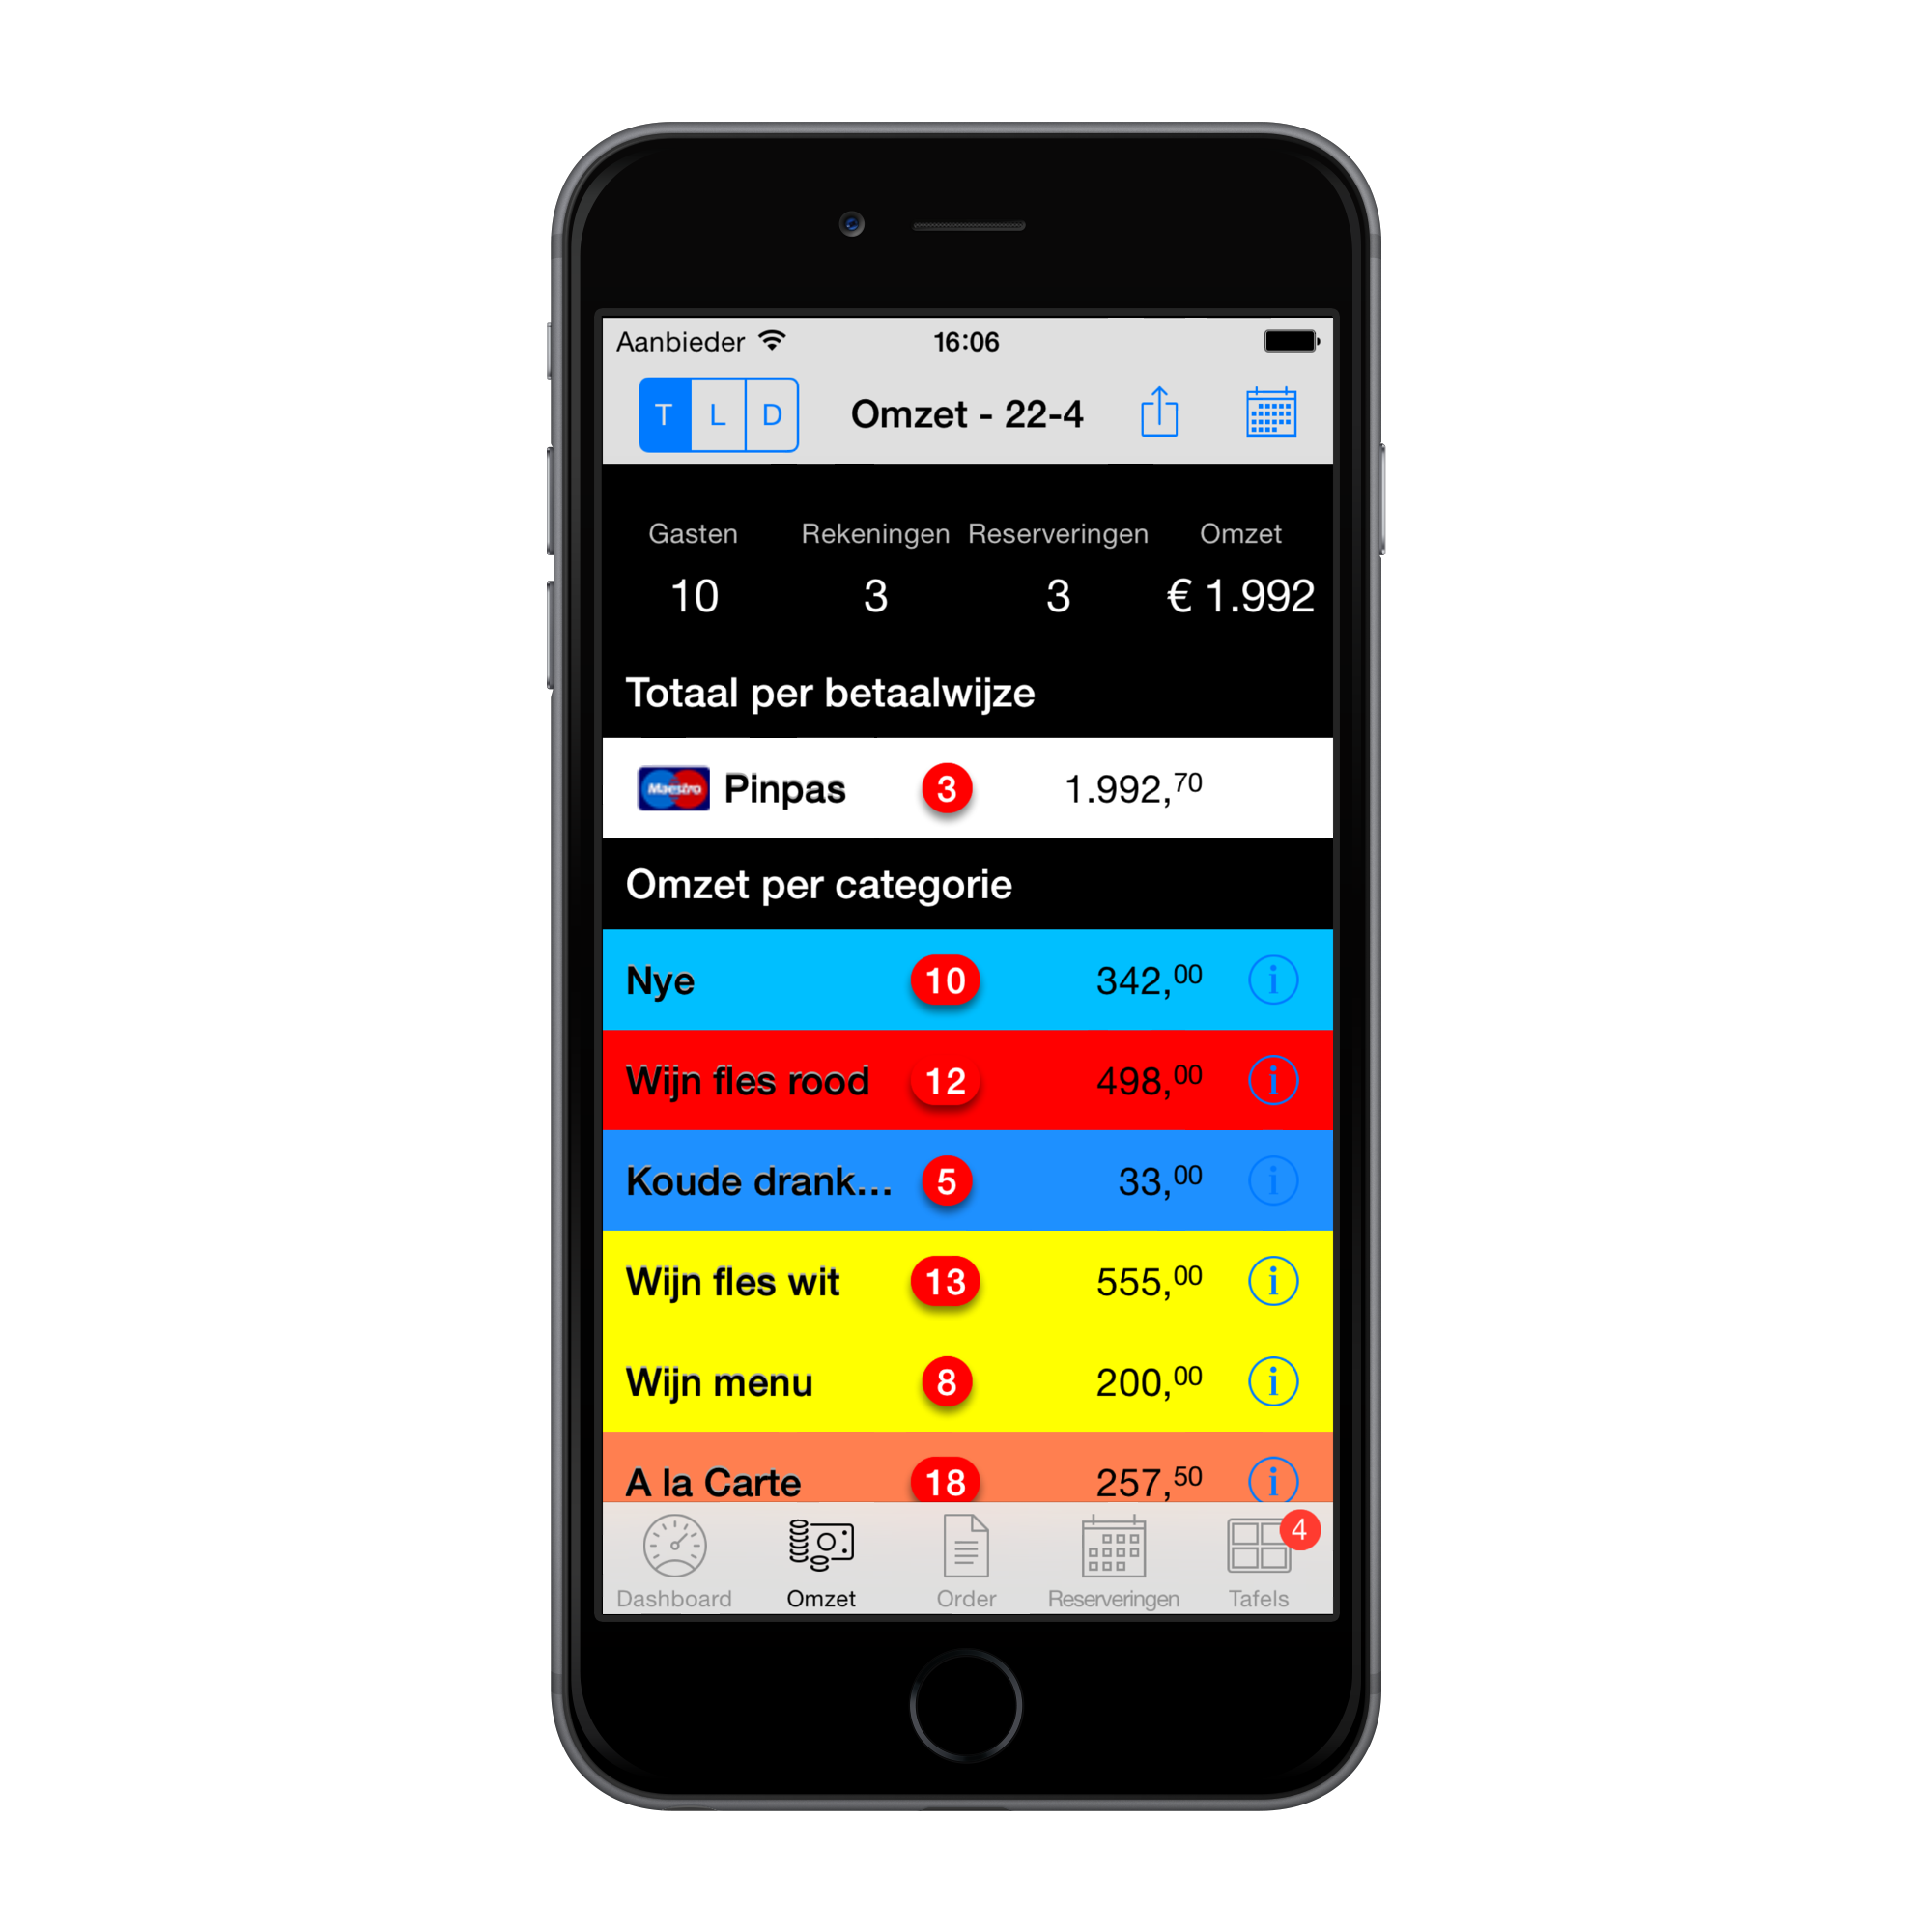 Aanbieder 16:06
T L D Omzet - 22-4
Gasten Rekeningen Reserveringen Omzet
10 3 3 € 1.992
Totaal per betaalwijze
Maestro Pinpas 3 1.992,70
Omzet per categorie
Nye 10 342,00 i
Wijn fles rood 12 498,00 i
Koude drank... 5 33,00 i
Wijn fles wit 13 555,00 i
Wijn menu 8 200,00 i
A la Carte 18 257,50 i
4
Dashboard Omzet Order Reserveringen Tafels